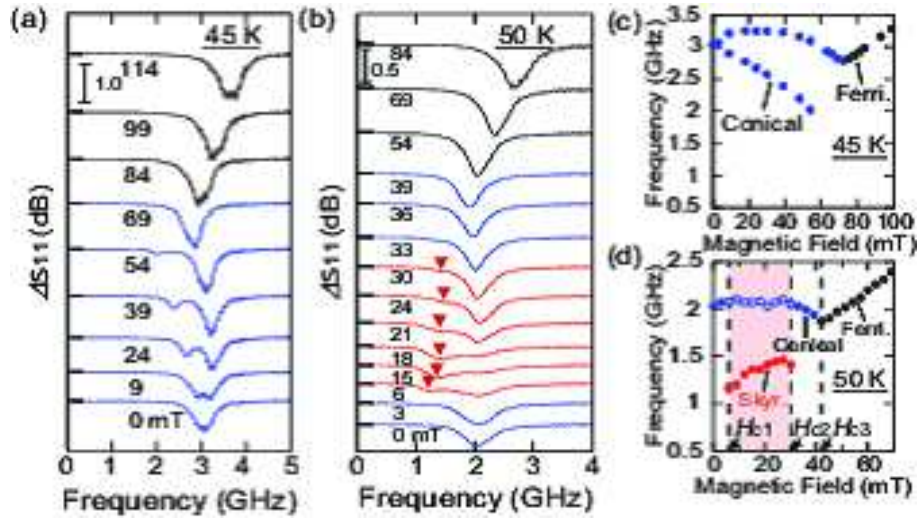 (a)
45 K
1.0
114
99
84
69
54
39
24
9
0 mT
0 1 2 3 4 5
Frequency (GHz)
ΔS11 (dB)
(b)
50 K
0.5
84
69
54
39
36
33
30
24
21
18
15
6
3
0 mT
0 2 3 4
Frequency (GHz)
ΔS11 (dB)
(c)
3.5
3
2.5
2
1.5
1
0.5
Frequency (GHz)
Conical
Ferri.
45 K
0 20 40 60 80 100
Magnetic Field (mT)
(d)
2.5
2
1.5
1
0.5
Frequency (GHz)
Conical
Ferri.
Skyr.
50 K
Hc1 Hc2 Hc3
0 20 40 60
Magnetic Field (mT)